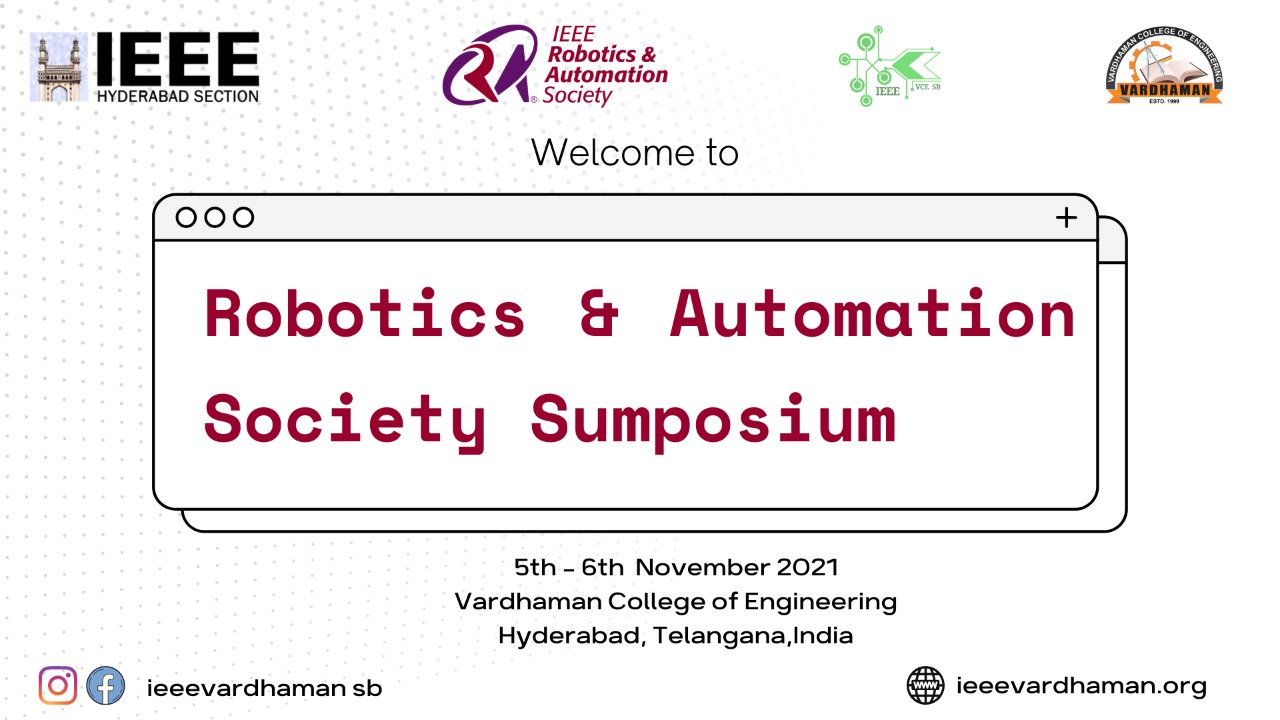 IEEE
HYDERABAD SECTION
IEEE
Robotics &
Automation
Society
®
IEEE
VCE SB
VARDHAMAN COLLEGE OF ENGINEERING
VARDHAMAN
ESTD. 1999
Welcome to
Robotics & Automation
Society Sumposium
5th - 6th November 2021
Vardhaman College of Engineering
Hyderabad, Telangana,India
ieeevardhaman sb
www
ieeevardhaman.org